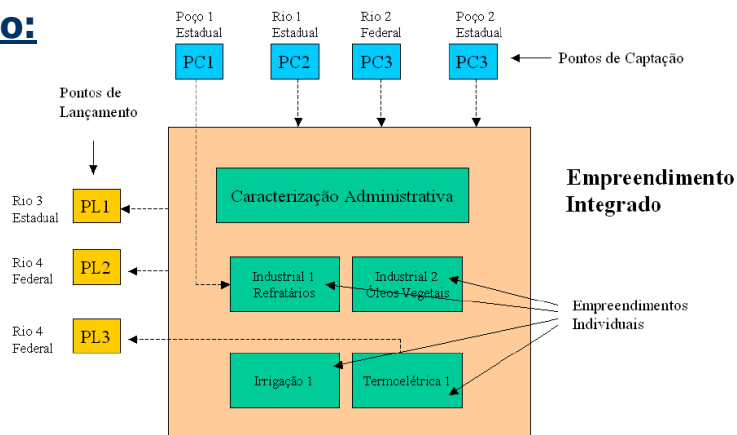 o:
Poço 1
Estadual
Rio 1
Estadual
Rio 2
Federal
Poço 2
Estadual
PC1
PC2
PC3
PC3
Pontos de Captação
Pontos de
Lançamento
Empreendimento
Integrado
Caracterização Administrativa
Rio 3
Estadual
PL1
Rio 4
Federal
PL2
Industrial 1
Refratários
Industrial 2
Óleos Vegetais
Empreendimentos
Individuais
Rio 4
Federal
PL3
Irrigação 1
Termoelétrica 1